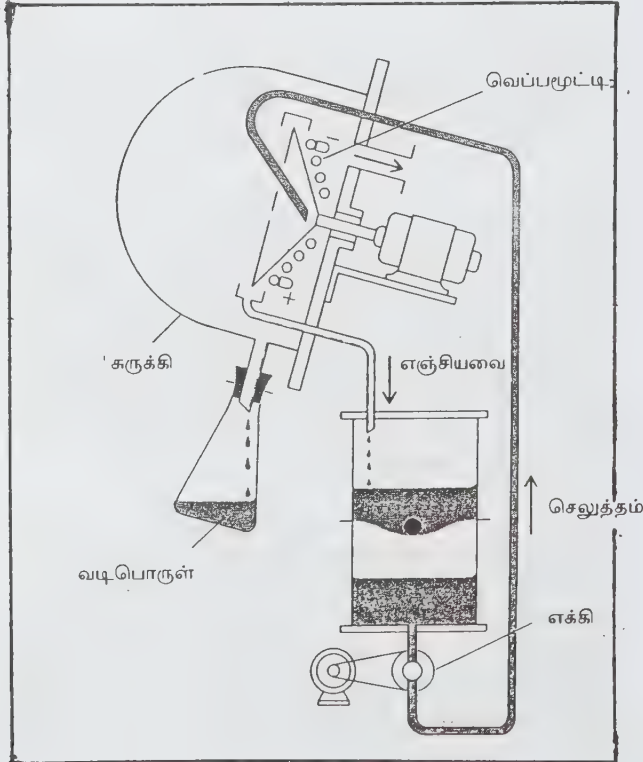 வெப்பமூட்டி
சுருக்கி
எஞ்சியவை
செலுத்தம்
வடிபொருள்
எக்கி